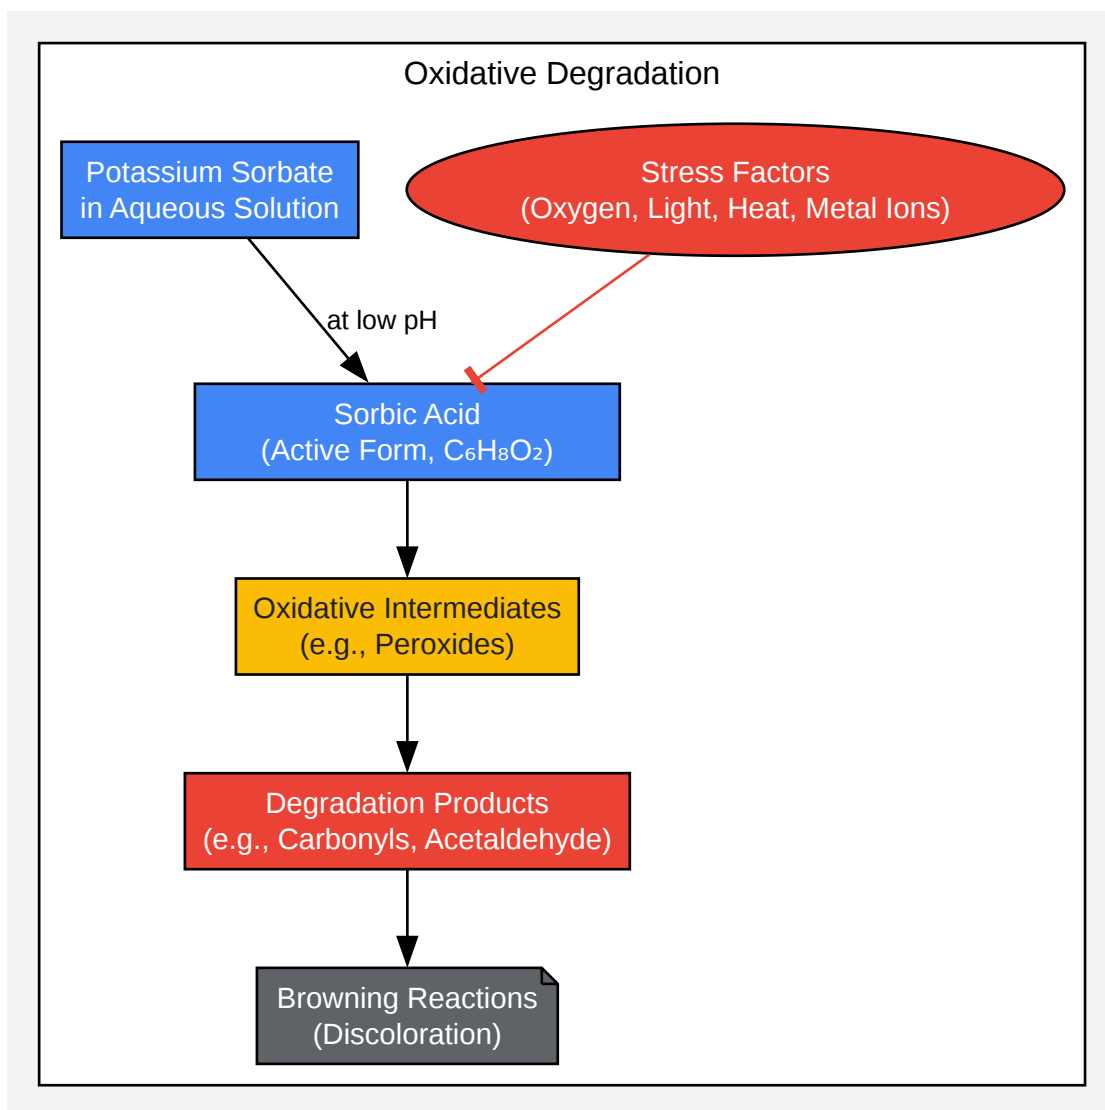 Oxidative Degradation
Potassium Sorbate
in Aqueous Solution
Stress Factors
(Oxygen, Light, Heat, Metal Ions)
at low pH
Sorbic Acid
(Active Form, C₆H₈O₂)
Oxidative Intermediates
(e.g., Peroxides)
Degradation Products
(e.g., Carbonyls, Acetaldehyde)
Browning Reactions
(Discoloration)